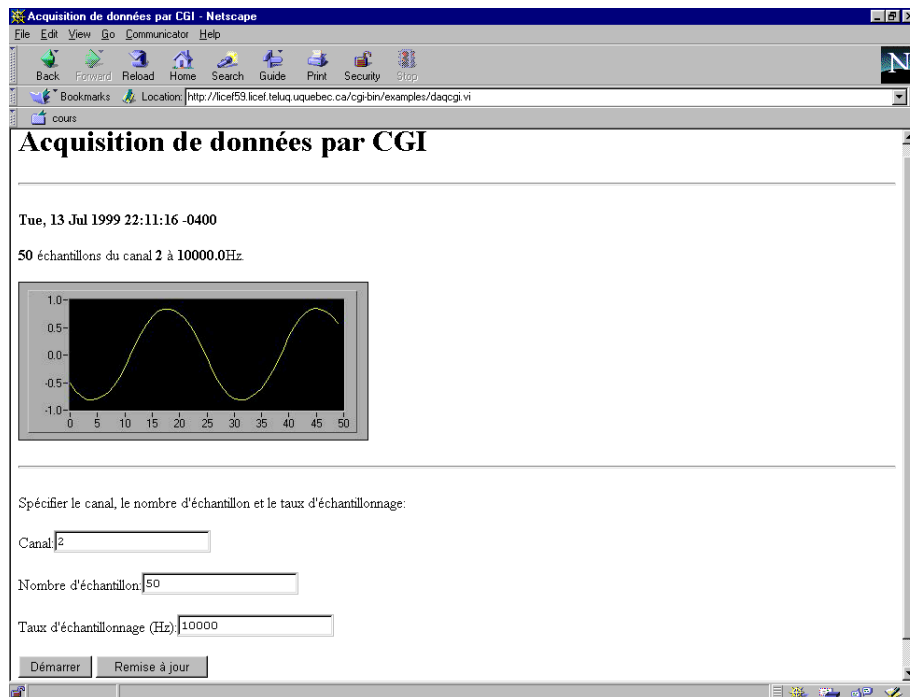 Acquisition de données par CGI - Netscape
File Edit View Go Communicator Help
Back Forward Reload Home Search Guide Print Security Stop
N
Bookmarks Location: http://licef59.licef.teluq.uquebec.ca/cgi-bin/examples/daqcgi.vi
cours
Acquisition de données par CGI
Tue, 13 Jul 1999 22:11:16 -0400
50 échantillons du canal 2 à 10000.0Hz.
1.0
0.5
0.0
-0.5
-1.0
0 5 10 15 20 25 30 35 40 45 50
Spécifier le canal, le nombre d'échantillon et le taux d'échantillonnage:
Canal: 2
Nombre d'échantillon: 50
Taux d'échantillonnage (Hz): 10000
Démarrer Remise à jour